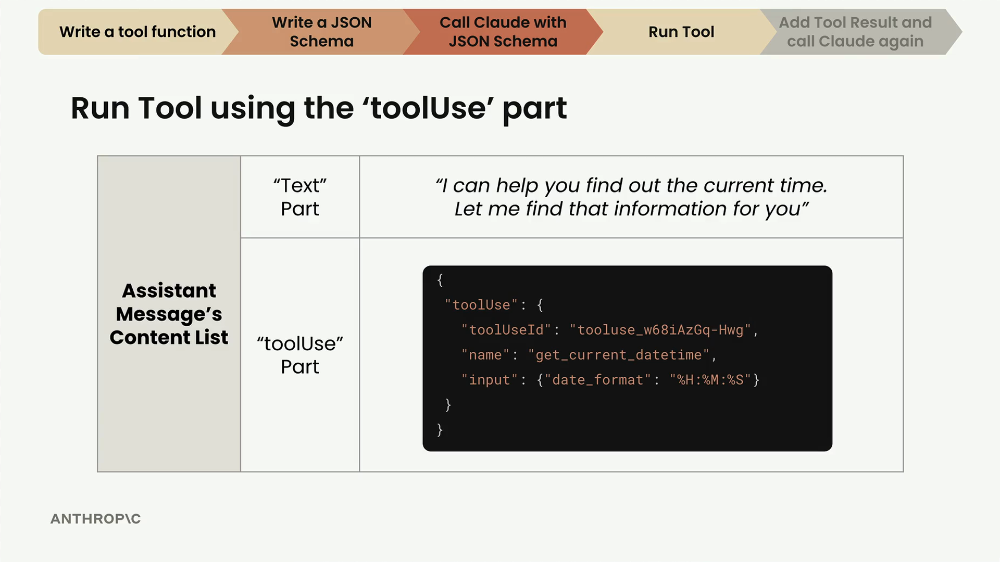 Write a tool function
Write a JSON
Schema
Call Claude with
JSON Schema
Run Tool
Add Tool Result and
call Claude again
Run Tool using the ‘toolUse’ part
Assistant
Message’s
Content List
“Text”
Part
“I can help you find out the current time.
Let me find that information for you”
“toolUse”
Part
{
"toolUse": {
"toolUseId": "tooluse_w68iAzGq-Hwg",
"name": "get_current_datetime",
"input": {"date_format": "%H:%M:%S"}
}
}
ANTHROP\C